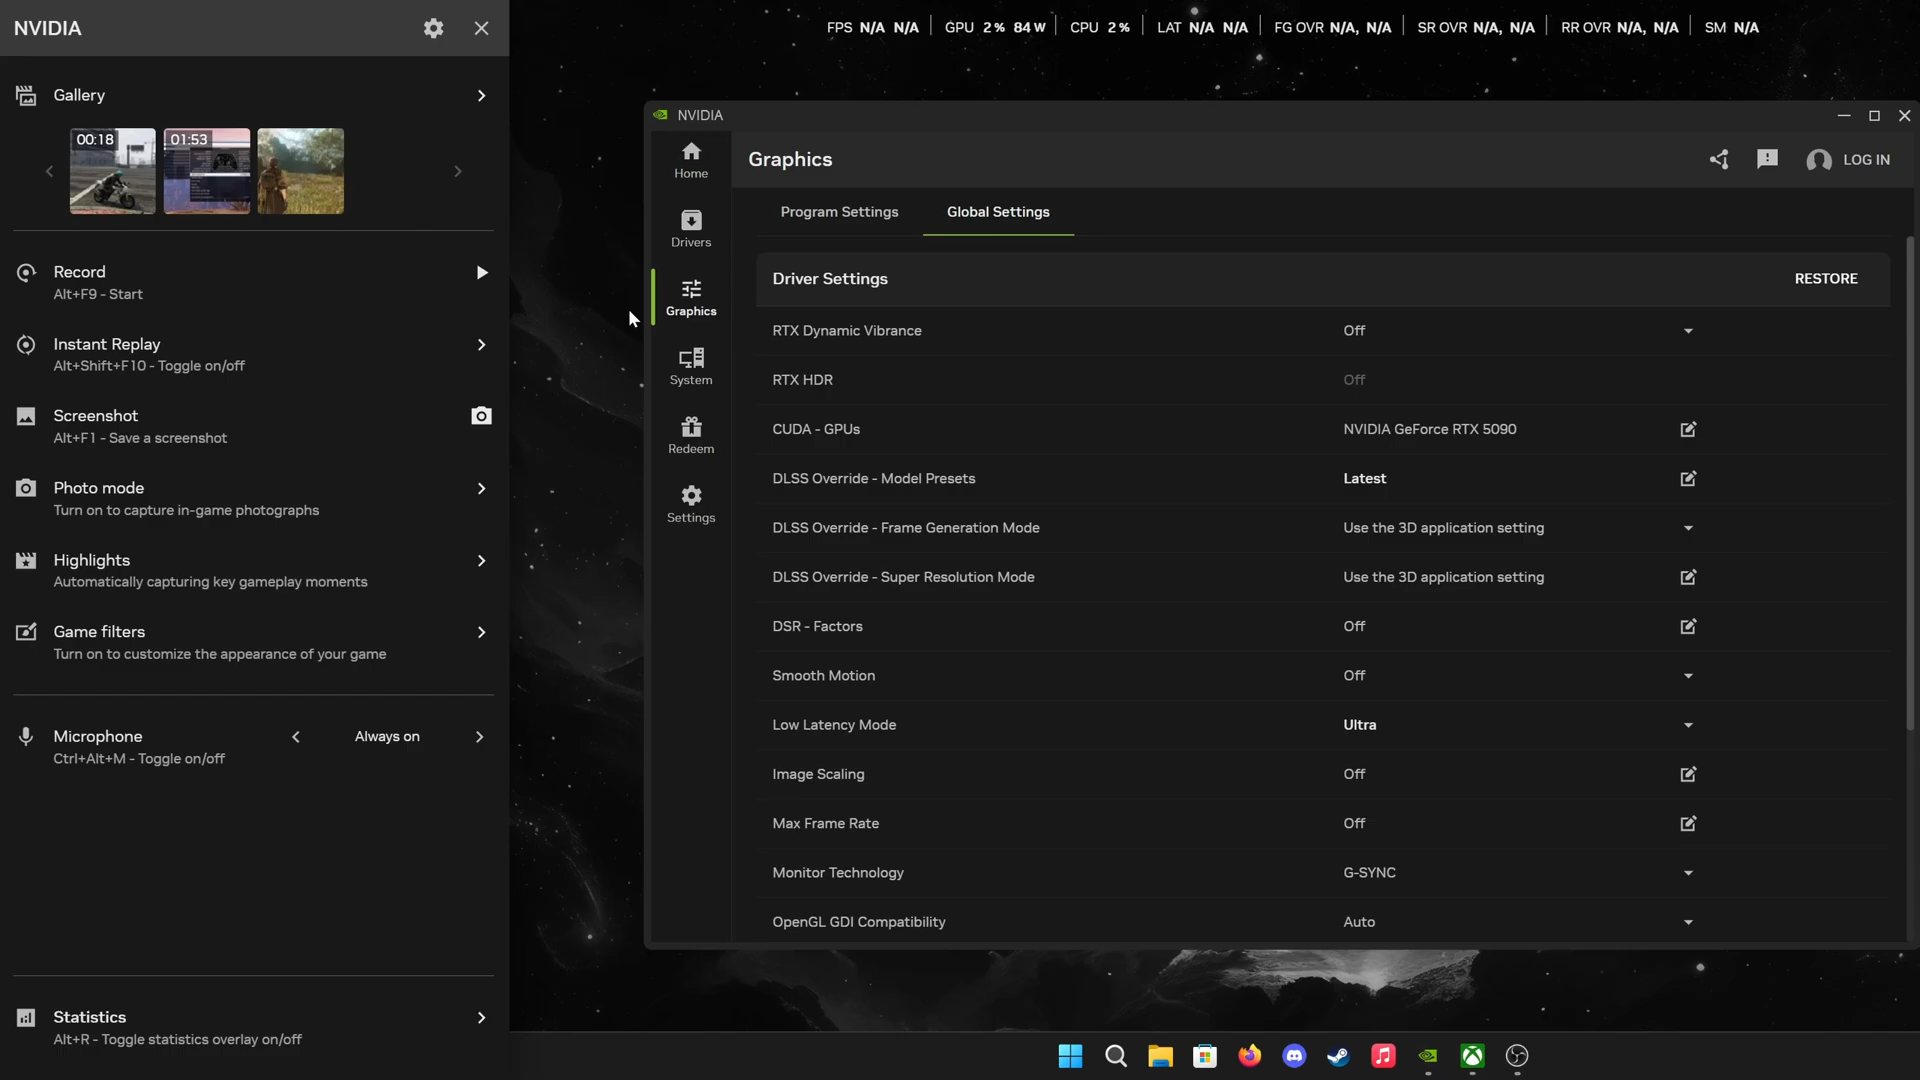 NVIDIA
FPS N/A N/A GPU 2% 84W CPU 2% LAT N/A N/A FG OVR N/A, N/A SR OVR N/A, N/A RR OVR N/A, N/A SM N/A
Gallery
00:18 01:53
Record
Alt+F9 - Start
Instant Replay
Alt+Shift+F10 - Toggle on/off
Screenshot
Alt+F1 - Save a screenshot
Photo mode
Turn on to capture in-game photographs
Highlights
Automatically capturing key gameplay moments
Game filters
Turn on to customize the appearance of your game
Microphone Always on
Ctrl+Alt+M - Toggle on/off
Statistics
Alt+R - Toggle statistics overlay on/off
NVIDIA
Home
Drivers
Graphics
System
Redeem
Settings
Graphics LOG IN
Program Settings Global Settings
Driver Settings RESTORE
RTX Dynamic Vibrance Off
RTX HDR Off
CUDA - GPUs NVIDIA GeForce RTX 5090
DLSS Override - Model Presets Latest
DLSS Override - Frame Generation Mode Use the 3D application setting
DLSS Override - Super Resolution Mode Use the 3D application setting
DSR - Factors Off
Smooth Motion Off
Low Latency Mode Ultra
Image Scaling Off
Max Frame Rate Off
Monitor Technology G-SYNC
OpenGL GDI Compatibility Auto